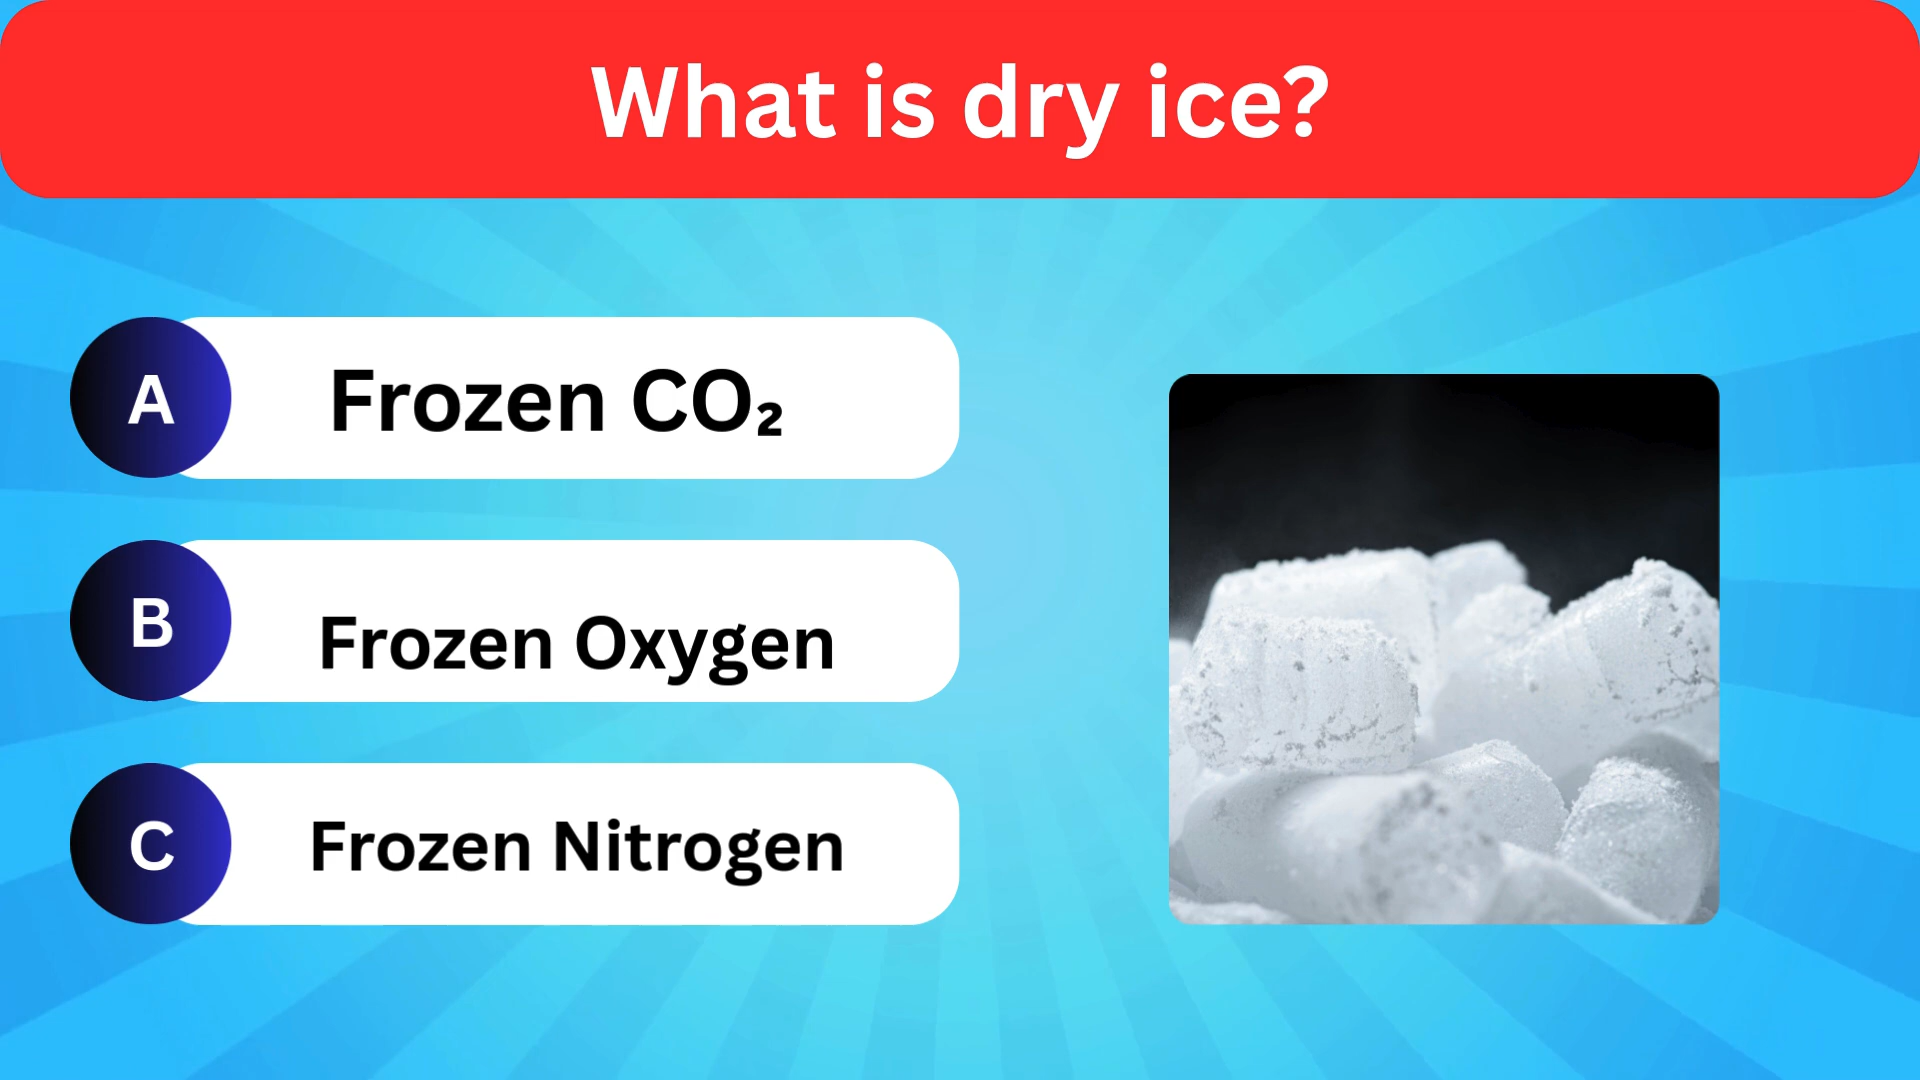 What is dry ice?
A
Frozen CO₂
B
Frozen Oxygen
C
Frozen Nitrogen